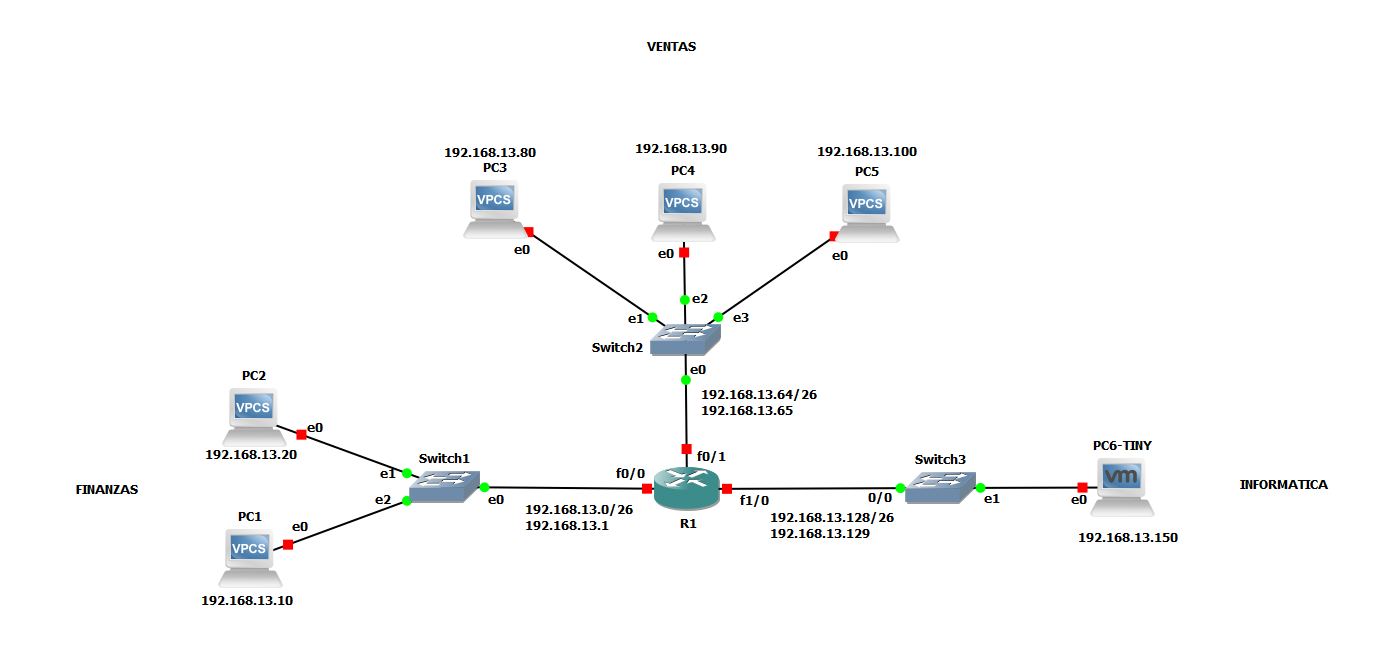 VENTAS
192.168.13.80
PC3
VPCS
e0
192.168.13.90
PC4
VPCS
e0
192.168.13.100
PC5
VPCS
e0
e1
e2
e3
Switch2
e0
192.168.13.64/26
192.168.13.65
PC2
VPCS
e0
192.168.13.20
FINANZAS
PC1
VPCS
e0
192.168.13.10
Switch1
e1
e2
e0
192.168.13.0/26
192.168.13.1
f0/0
f0/1
f1/0
R1
192.168.13.128/26
192.168.13.129
Switch3
0/0
e1
PC6-TINY
vm
e0
192.168.13.150
INFORMATICA